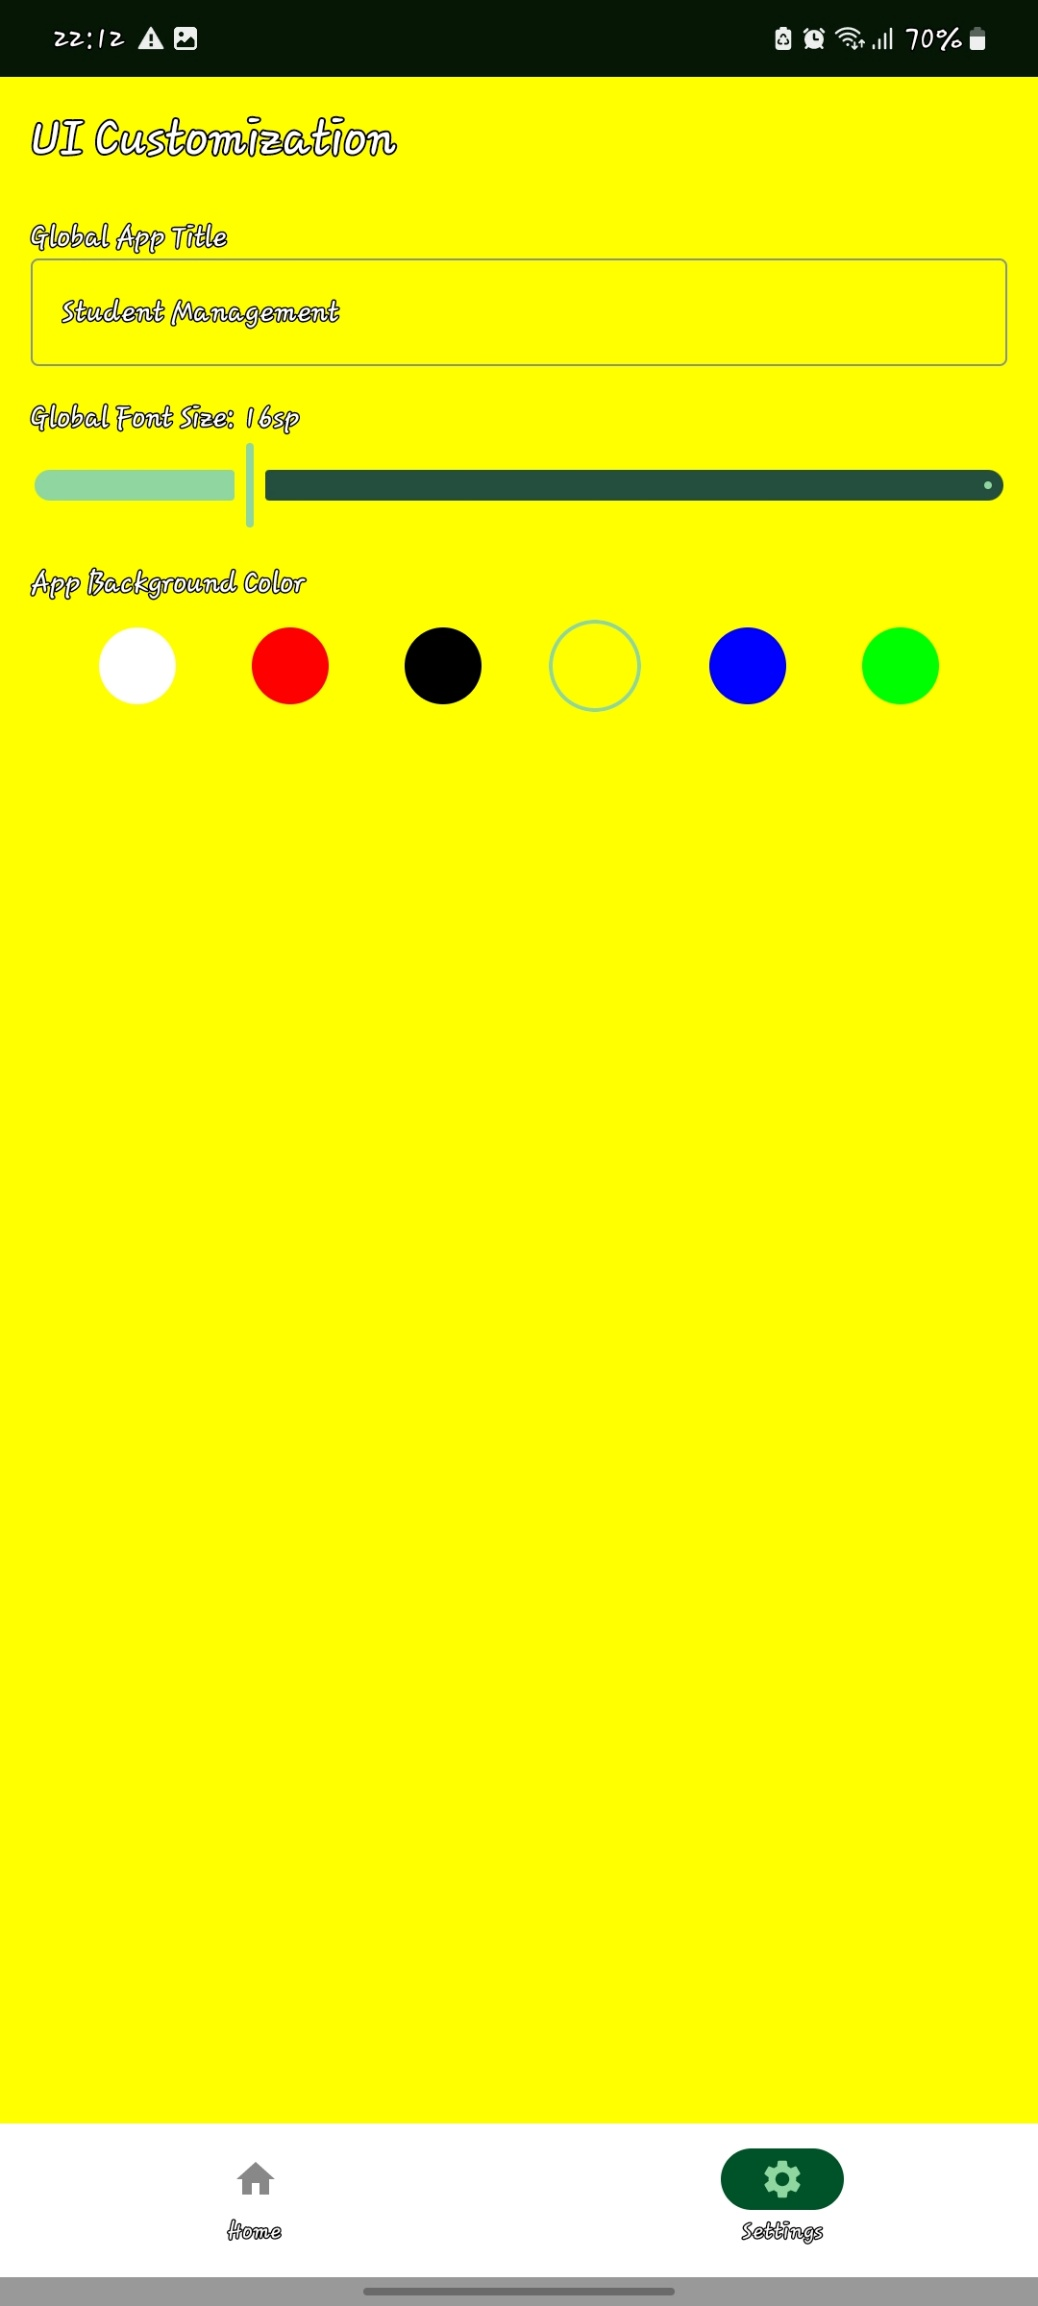 22:12
70%
UI Customization
Global App Title
Student Management
Global Font Size: 16sp
App Background Color
Home
Settings